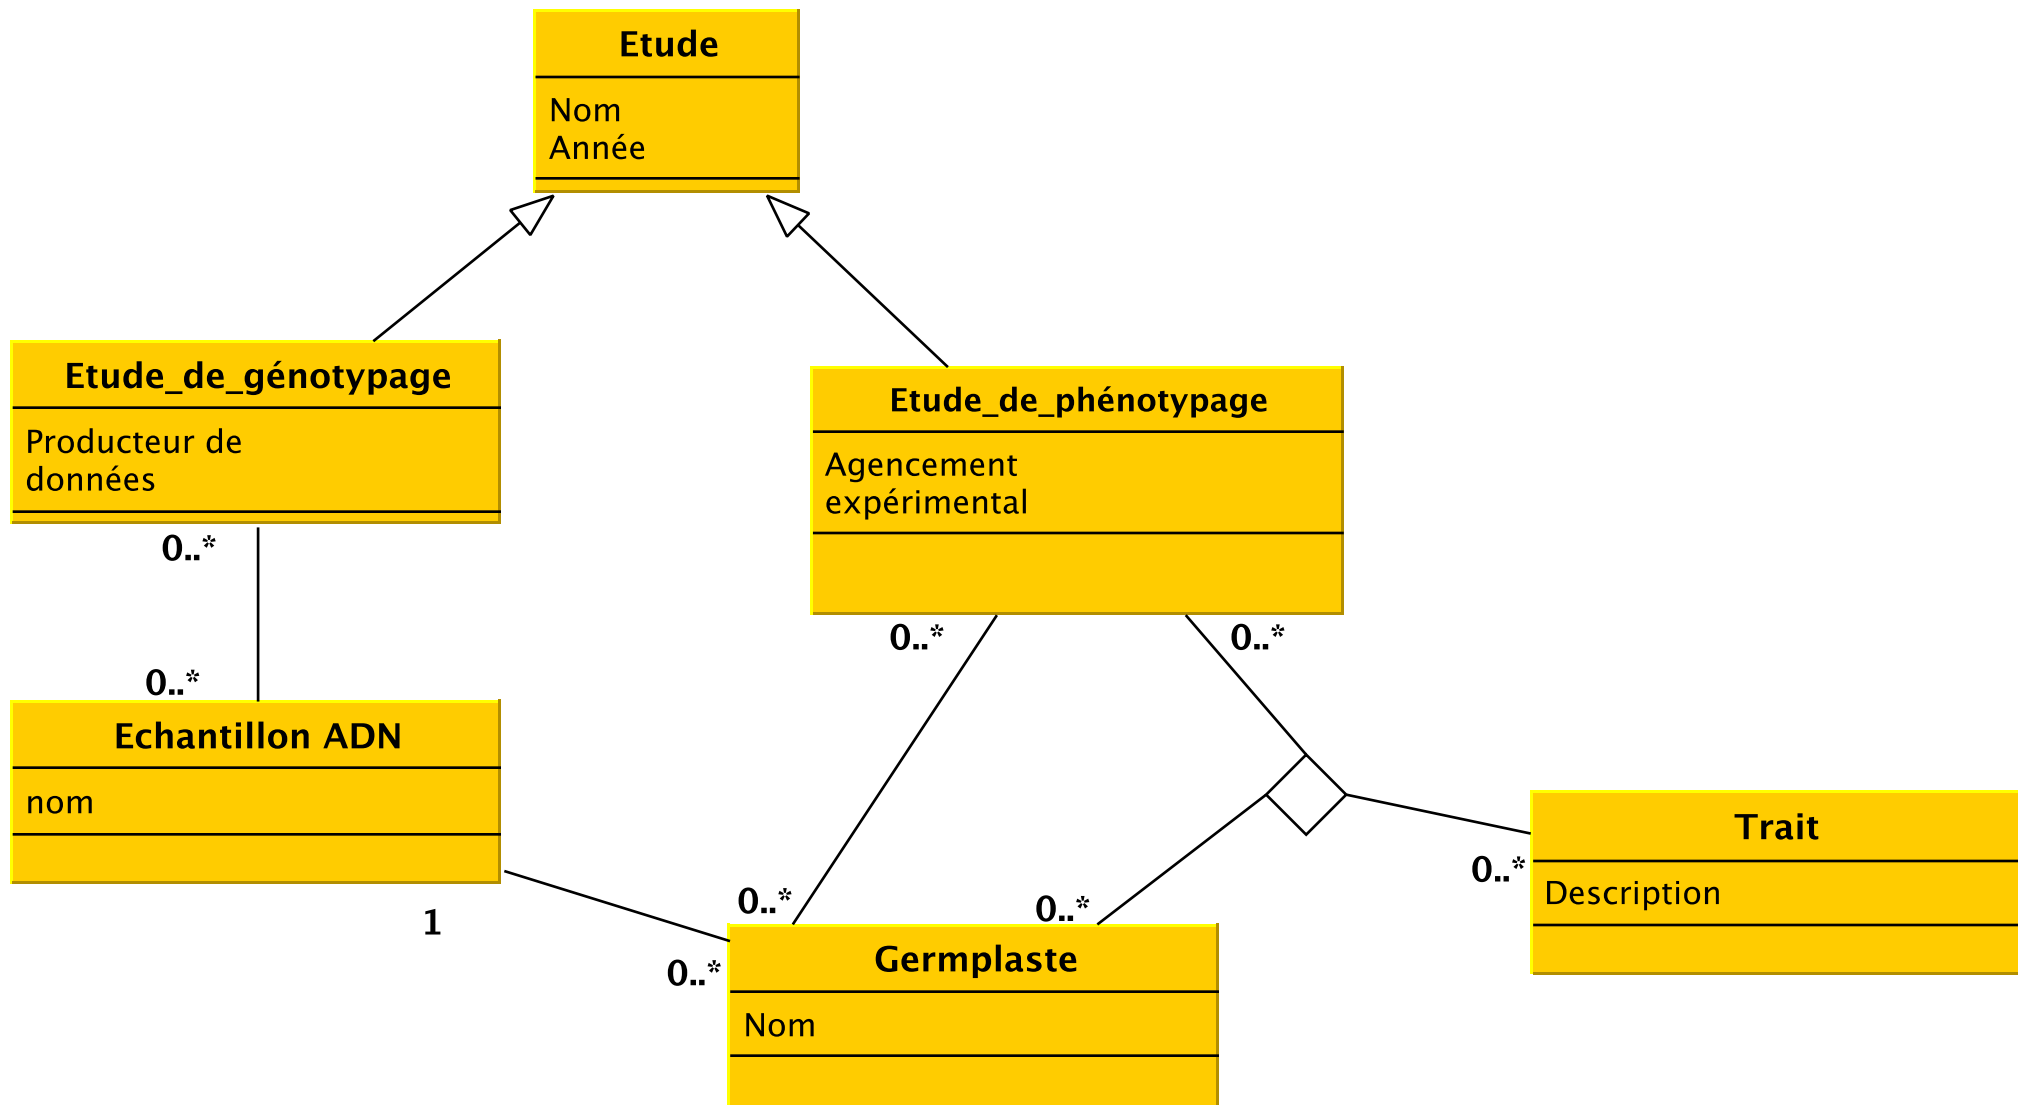 Etude
Nom
Année
Etude_de_génotypage
Producteur de
données
0..*
Etude_de_phénotypage
Agencement
expérimental
0..*
0..*
0..*
Echantillon ADN
nom
1
0..*
0..*
0..*
Germplaste
Nom
0..*
Trait
Description